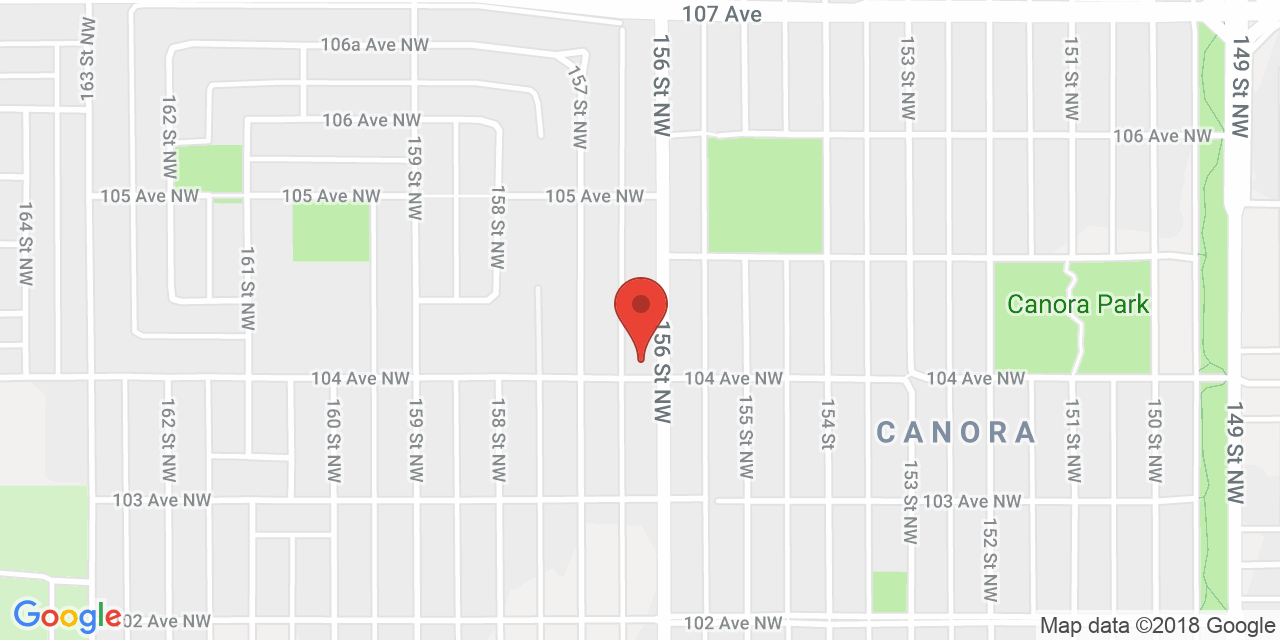 107 Ave
106a Ave NW
163 St NW
157 St NW
156 St NW
153 St NW
151 St NW
149 St NW
162 St NW
106 Ave NW
159 St NW
106 Ave NW
105 Ave NW
105 Ave NW
105 Ave NW
164 St NW
158 St NW
161 St NW
Canora Park
156 St NW
104 Ave NW
104 Ave NW
104 Ave NW
162 St NW
160 St NW
159 St NW
158 St NW
155 St NW
154 St
CANORA
151 St NW
150 St NW
149 St NW
153 St NW
103 Ave NW
103 Ave NW
152 St NW
Google
02 Ave NW
102 Ave NW
Map data ©2018 Google